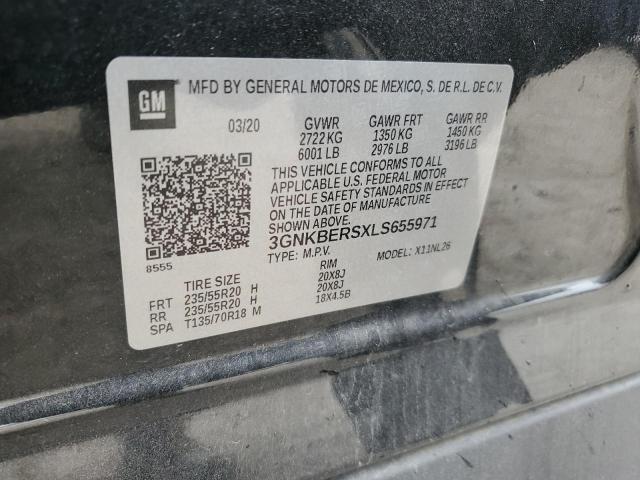 GM
MFD BY GENERAL MOTORS DE MEXICO, S. DE R.L. DE C.V.
03/20 GVWR GAWR FRT GAWR RR
2722 KG 1350 KG 1450 KG
6001 LB 2976 LB 3196 LB
THIS VEHICLE CONFORMS TO ALL
APPLICABLE U.S. FEDERAL MOTOR
VEHICLE SAFETY STANDARDS IN EFFECT
ON THE DATE OF MANUFACTURE
SHOWN ABOVE.
3GNKBERSXLS655971
TYPE: M.P.V. MODEL: X11NL26
8555
TIRE SIZE RIM
FRT 235/55R20 H 20X8J
RR 235/55R20 H 20X8J
SPA T135/70R18 M 18X4.5B